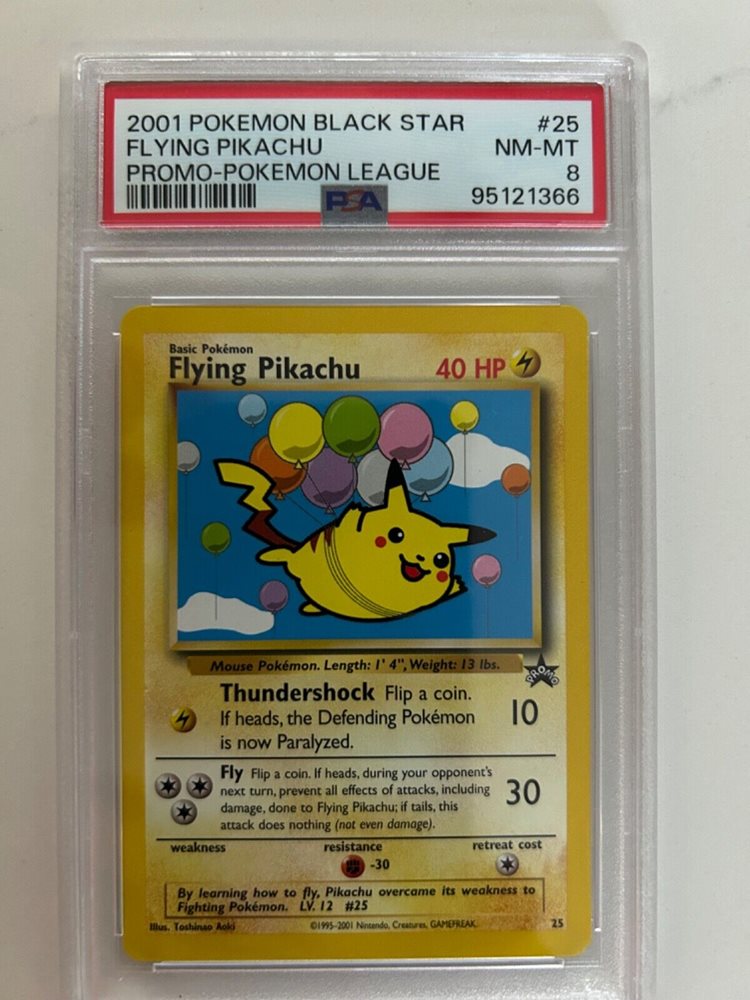 2001 POKEMON BLACK STAR #25
FLYING PIKACHU NM-MT
PROMO-POKEMON LEAGUE 8
PSA 95121366
Basic Pokémon
Flying Pikachu 40 HP
Mouse Pokémon. Length: 1' 4", Weight: 13 lbs.
PROMO
Thundershock Flip a coin.
If heads, the Defending Pokémon 10
is now Paralyzed.
Fly Flip a coin. If heads, during your opponent's
next turn, prevent all effects of attacks, including
damage, done to Flying Pikachu; if tails, this 30
attack does nothing (not even damage).
weakness resistance retreat cost
-30
By learning how to fly, Pikachu overcame its weakness to
Fighting Pokémon. LV. 12 #25
Illus. Toshinao Aoki ©1995-2001 Nintendo, Creatures, GAMEFREAK. 25